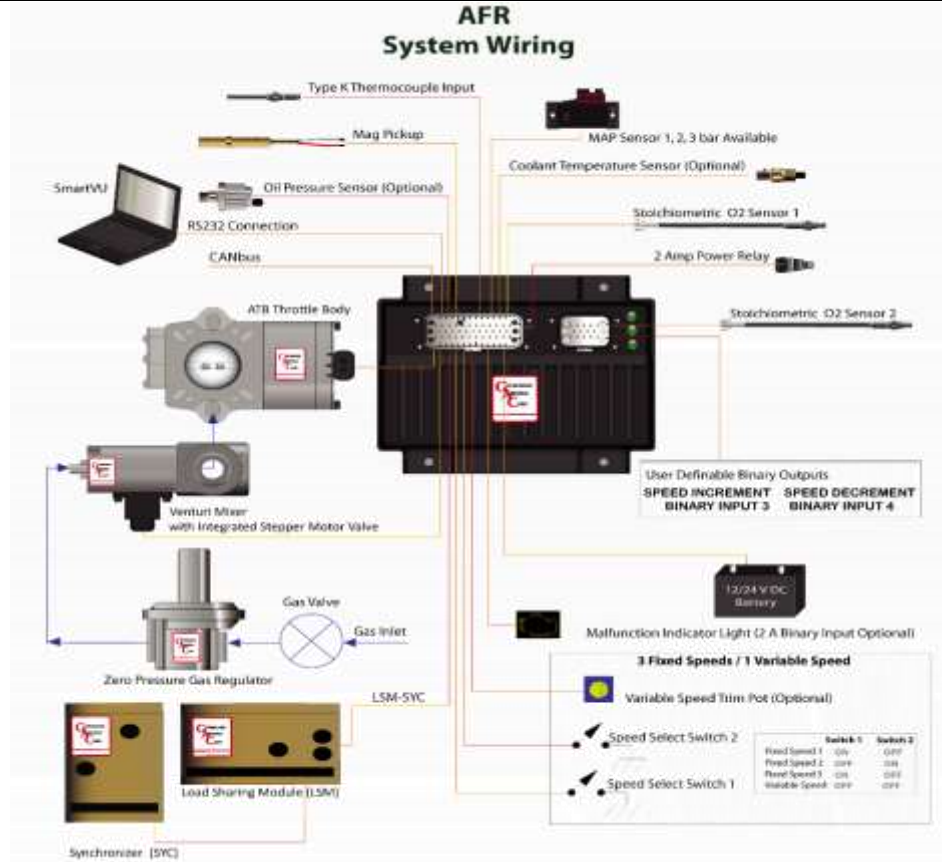 AFR
System Wiring
Type K Thermocouple Input
Mag Pickup
MAP Sensor 1, 2, 3 bar Available
Coolant Temperature Sensor (Optional)
SmartVU
Oil Pressure Sensor (Optional)
Stoichiometric O2 Sensor 1
RS232 Connection
CANbus
2 Amp Power Relay
ATB Throttle Body
Stoichiometric O2 Sensor 2
User Definable Binary Outputs
SPEED INCREMENT SPEED DECREMENT
BINARY INPUT 3 BINARY INPUT 4
Venturi Mixer
with Integrated Stepper Motor Valve
12/24 V DC
Battery
Gas Valve
Gas Inlet
Malfunction Indicator Light (2 A Binary Input Optional)
Zero Pressure Gas Regulator
3 Fixed Speeds / 1 Variable Speed
LSM-SYC
Variable Speed Trim Pot (Optional)
Speed Select Switch 2
Switch 1 Switch 2
Fixed Speed 1 ON OFF
Fixed Speed 2 OFF ON
Fixed Speed 3 ON OFF
Variable Speed OFF OFF
Speed Select Switch 1
Load Sharing Module (LSM)
Synchronizer (SYC)